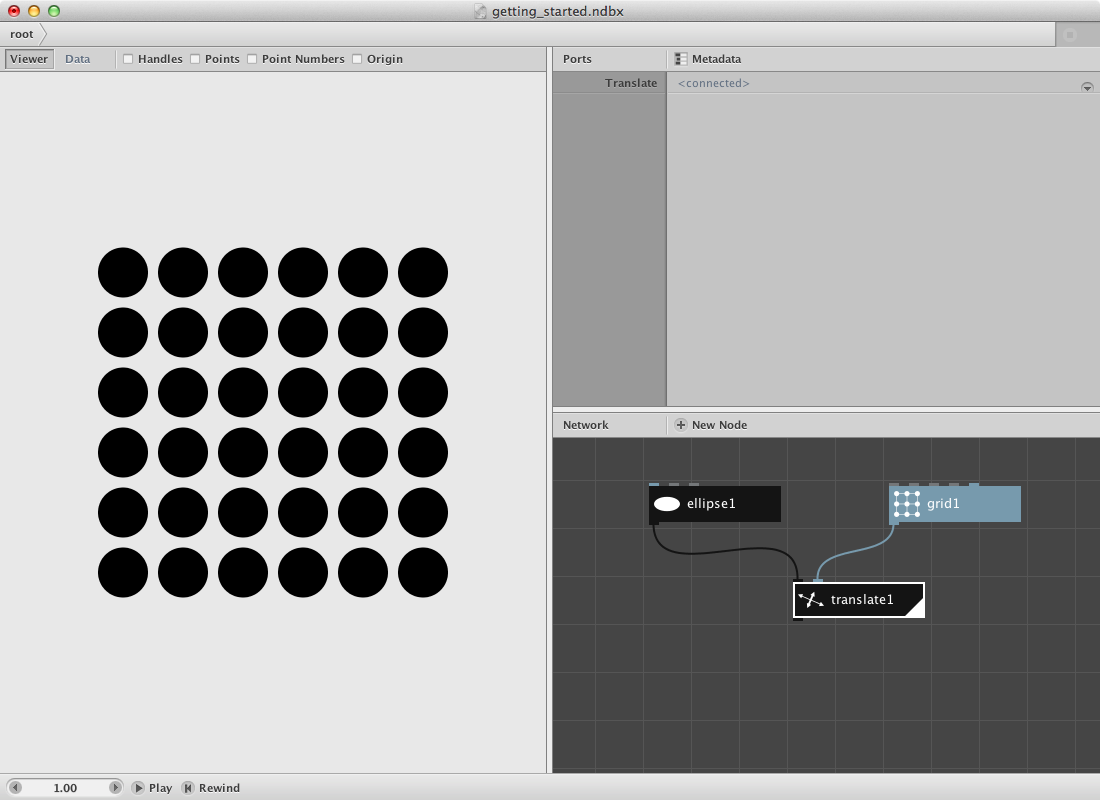 getting_started.ndbx
root
Viewer Data Handles Points Point Numbers Origin
Ports Metadata
Translate <connected>
Network New Node
ellipse1
grid1
translate1
1.00 Play Rewind